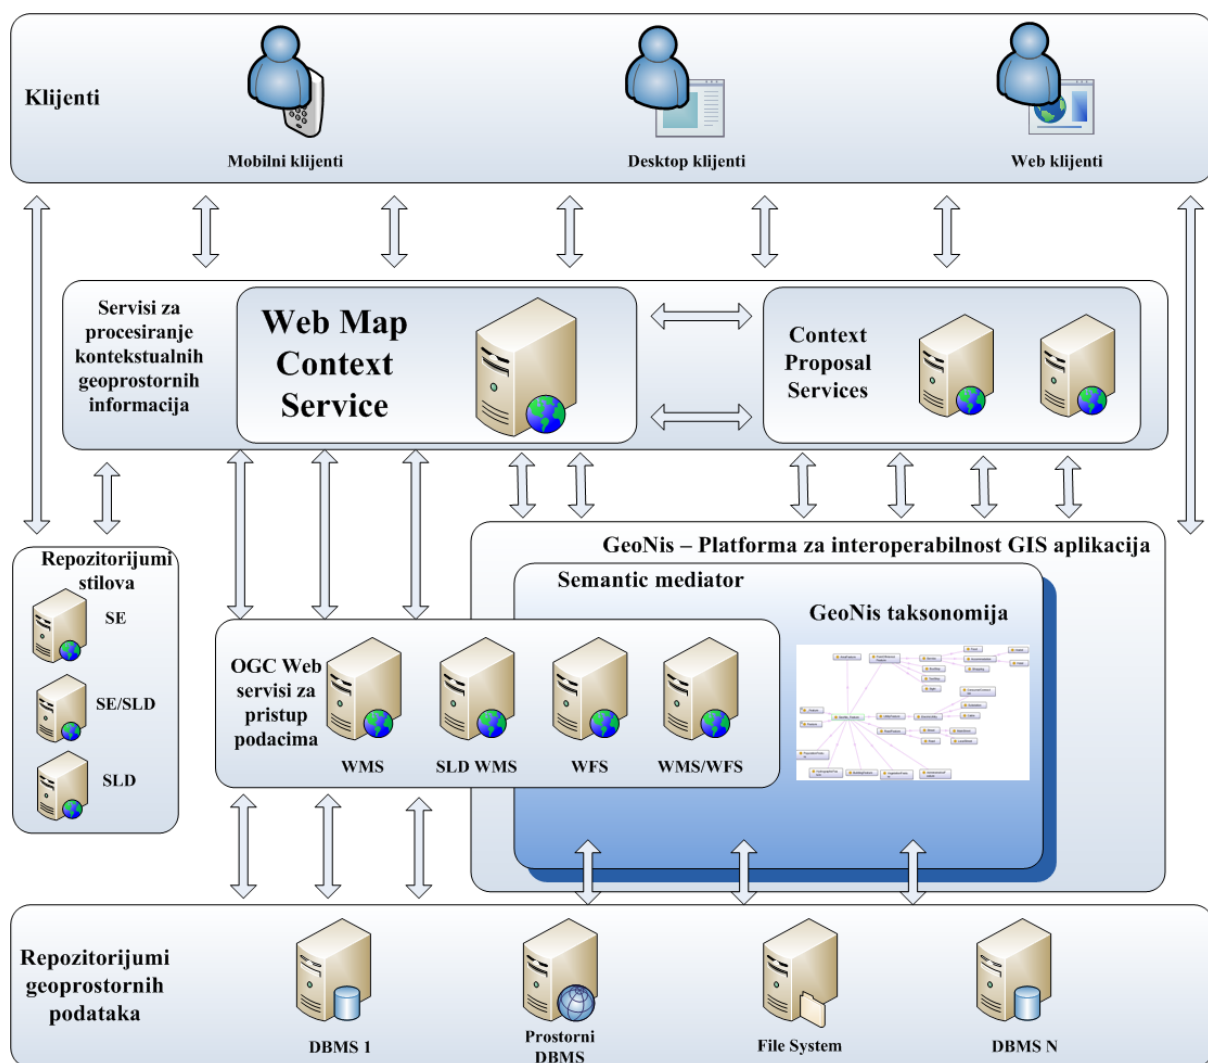 Klijenti
Mobilni klijenti
Desktop klijenti
Web klijenti
Servisi za
procesiranje
kontekstualnih
geoprostornih
informacija
Web Map
Context
Service
Context
Proposal
Services
Repozitorijumi
stilova
SE
SE/SLD
SLD
GeoNis – Platforma za interoperabilnost GIS aplikacija
Semantic mediator
GeoNis taksonomija
OGC Web
servisi za
pristup
podacima
WMS
SLD WMS
WFS
WMS/WFS
Repozitorijumi
geoprostornih
podataka
DBMS 1
Prostorni
DBMS
File System
DBMS N